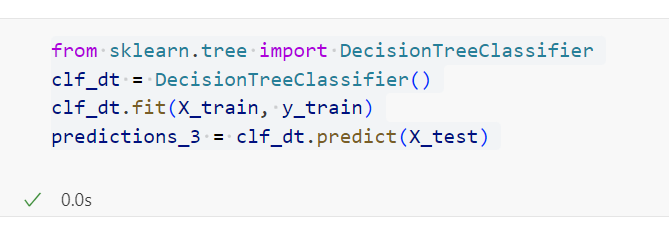 from sklearn.tree import DecisionTreeClassifier
clf_dt = DecisionTreeClassifier()
clf_dt.fit(X_train, y_train)
predictions_3 = clf_dt.predict(X_test)
0.0s